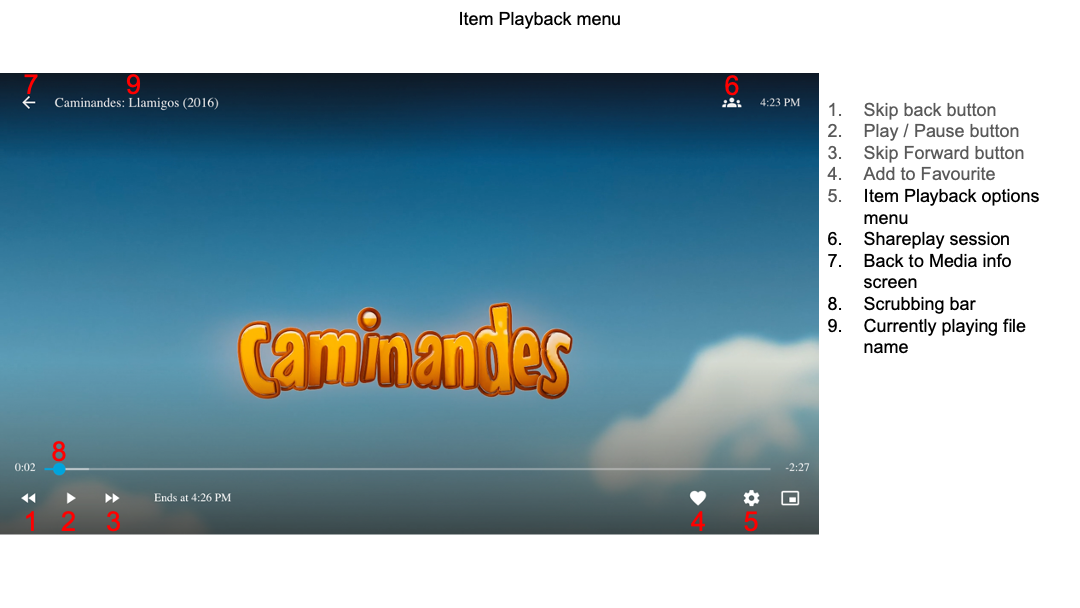 Item Playback menu
7
9
6
Caminandes: Llamigos (2016)
4:23 PM
1. Skip back button
2. Play / Pause button
3. Skip Forward button
4. Add to Favourite
5. Item Playback options
menu
6. Shareplay session
7. Back to Media info
screen
8. Scrubbing bar
9. Currently playing file
name
Caminandes
8
0:02
-2:27
Ends at 4:26 PM
1
2
3
4
5